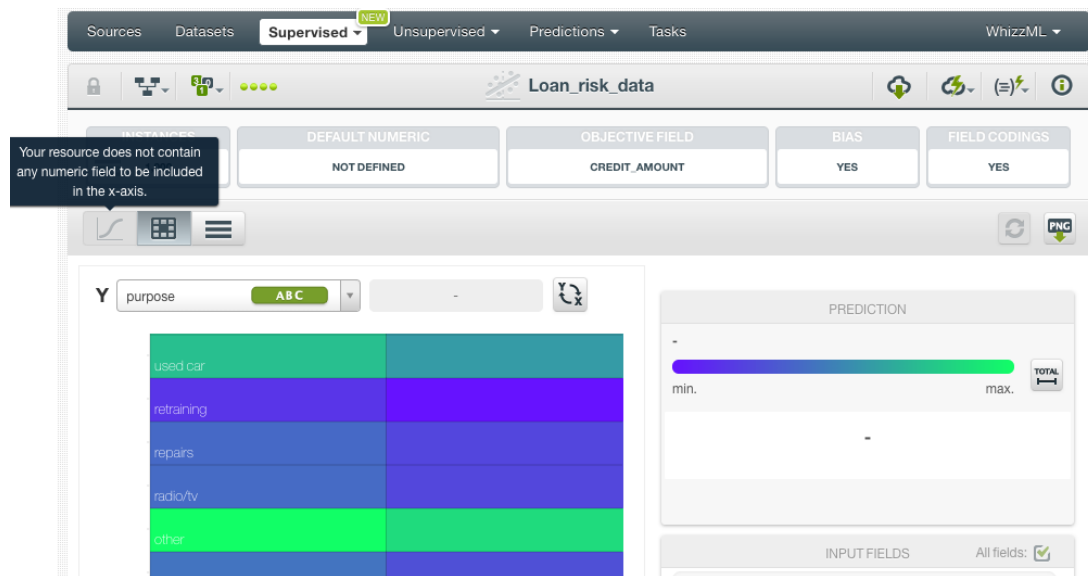 Sources Datasets Supervised NEW Unsupervised Predictions Tasks WhizzML
Loan_risk_data
INSTANCES DEFAULT NUMERIC OBJECTIVE FIELD BIAS FIELD CODINGS
NOT DEFINED CREDIT_AMOUNT YES YES
Your resource does not contain
any numeric field to be included
in the x-axis.
PNG
Y purpose ABC - Y X
PREDICTION
-
min. max. TOTAL
-
used car
retraining
repairs
radio/tv
other
INPUT FIELDS All fields: